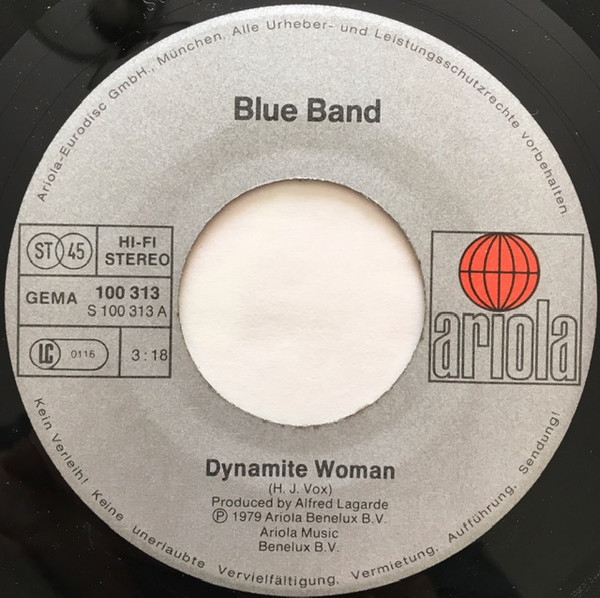 Ariola-Eurodisc GmbH., München. Alle Urheber- und Leistungsschutzrechte vorbehalten
Blue Band
ST 45
HI-FI
STEREO
GEMA 100 313
S 100 313 A
LC 0116
3:18
ariola
Dynamite Woman
(H. J. Vox)
Produced by Alfred Lagarde
Ⓟ 1979 Ariola Benelux B.V.
Ariola Music
Benelux B.V.
Kein Verleih! Keine unerlaubte Vervielfältigung, Vermietung, Aufführung, Sendung!